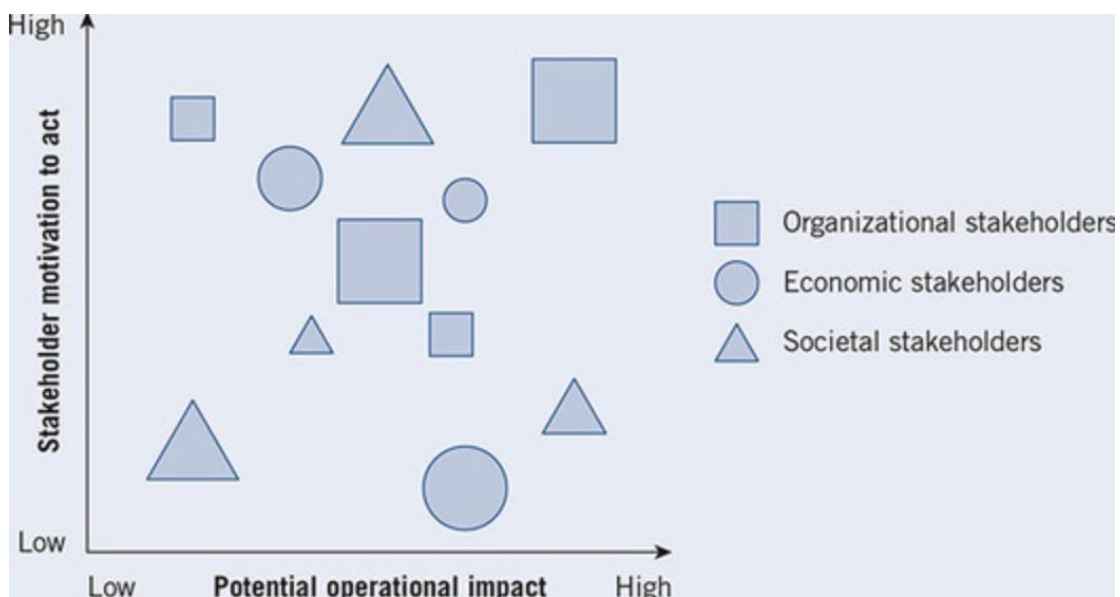 High
Stakeholder motivation to act
Low
Low Potential operational impact High
Organizational stakeholders
Economic stakeholders
Societal stakeholders